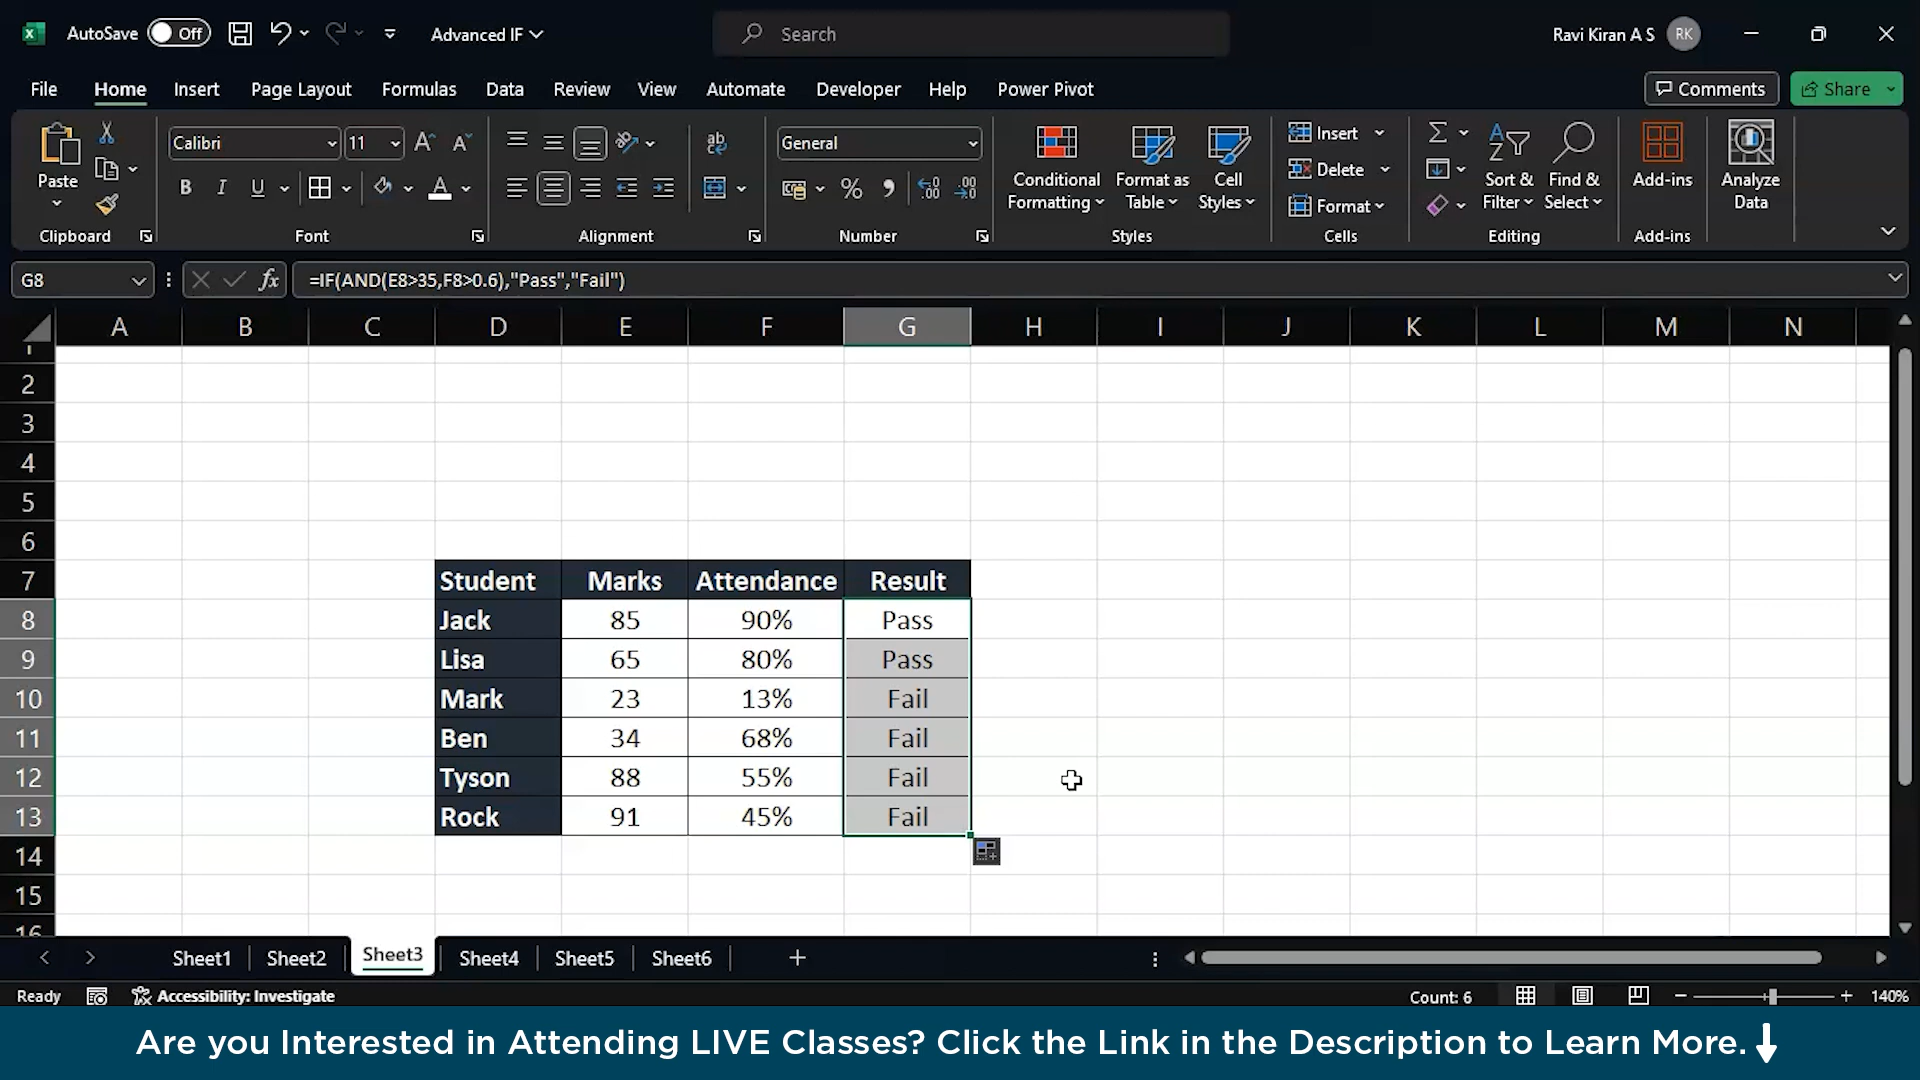 AutoSave Off Advanced IF Search Ravi Kiran A S RK
File Home Insert Page Layout Formulas Data Review View Automate Developer Help Power Pivot Comments Share
Calibri 11 General Insert
Paste Conditional Formatting Format as Table Cell Styles Delete Sort & Filter Find & Select Add-ins Analyze Data
B I U A % Format
Clipboard Font Alignment Number Styles Cells Editing Add-ins
G8 fx =IF(AND(E8>35,F8>0.6),"Pass","Fail")
A B C D E F G H I J K L M N
2
3
4
5
6
7 Student Marks Attendance Result
8 Jack 85 90% Pass
9 Lisa 65 80% Pass
10 Mark 23 13% Fail
11 Ben 34 68% Fail
12 Tyson 88 55% Fail
13 Rock 91 45% Fail
14
15
Sheet1 Sheet2 Sheet3 Sheet4 Sheet5 Sheet6
Ready Accessibility: Investigate Count: 6 140%
Are you Interested in Attending LIVE Classes? Click the Link in the Description to Learn More.